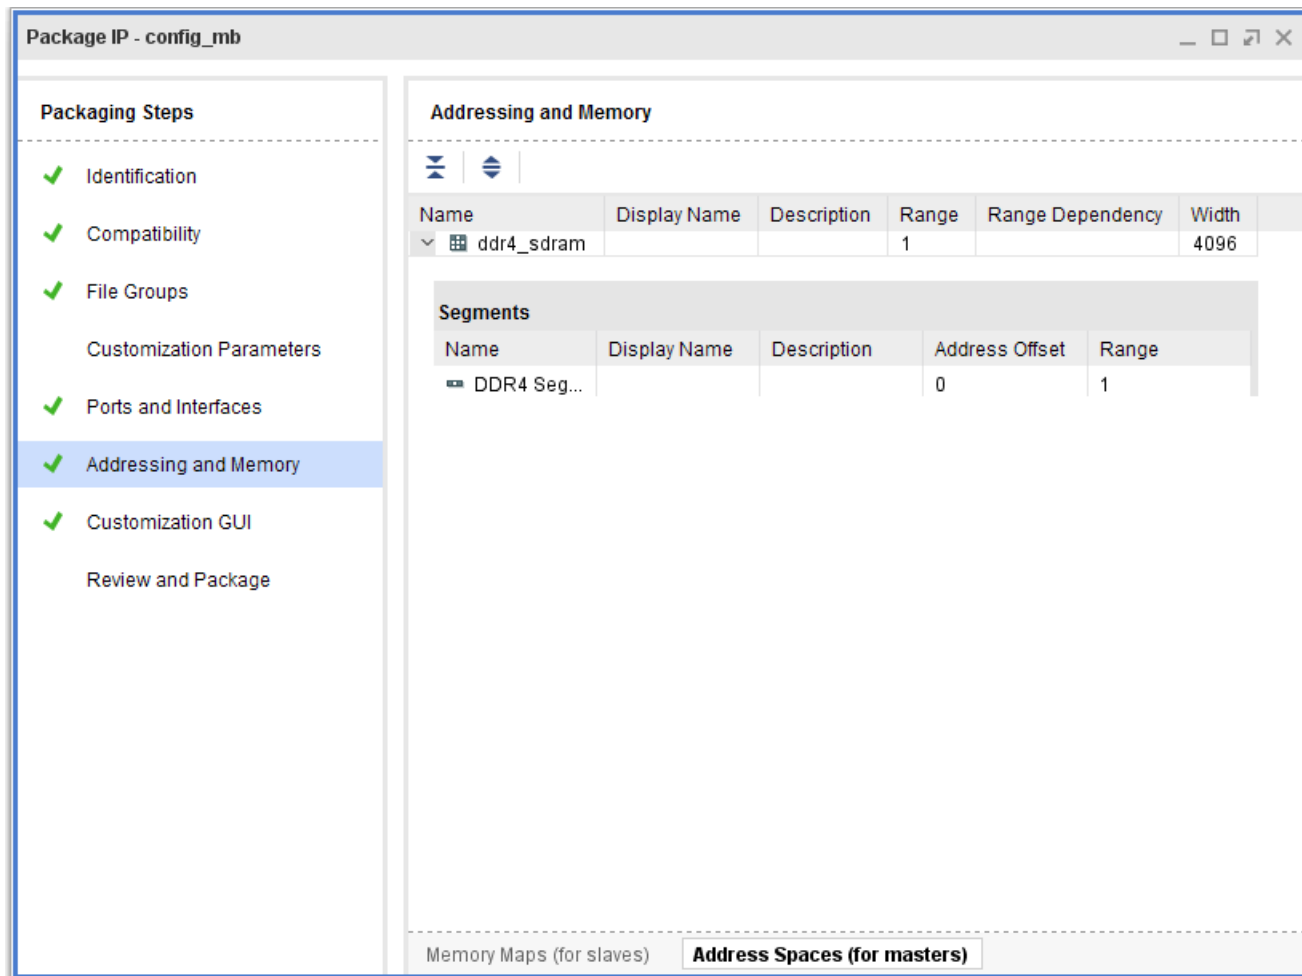 Package IP - config_mb
Packaging Steps
Identification
Compatibility
File Groups
Customization Parameters
Ports and Interfaces
Addressing and Memory
Customization GUI
Review and Package
Addressing and Memory
Name Display Name Description Range Range Dependency Width
ddr4_sdram 1 4096
Segments
Name Display Name Description Address Offset Range
DDR4 Seg... 0 1
Memory Maps (for slaves) Address Spaces (for masters)